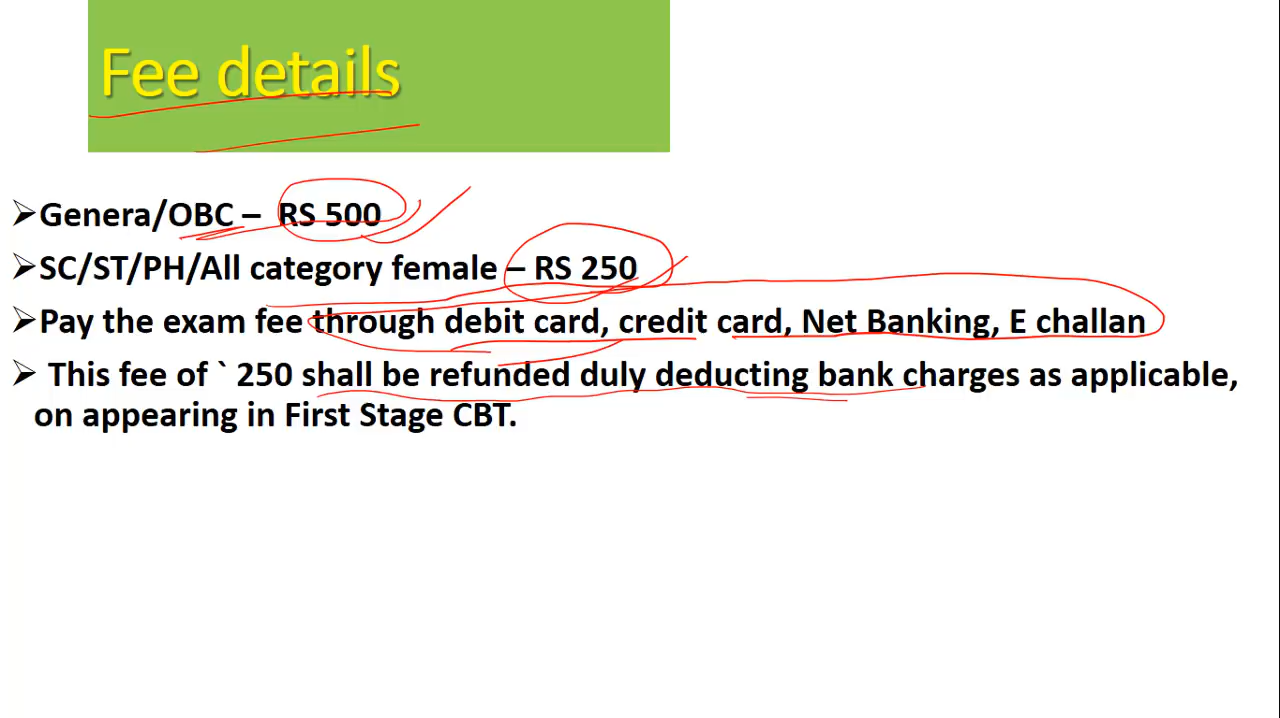 Fee details
➢Genera/OBC – RS 500
➢SC/ST/PH/All category female – RS 250
➢Pay the exam fee through debit card, credit card, Net Banking, E challan
➢ This fee of ` 250 shall be refunded duly deducting bank charges as applicable,
on appearing in First Stage CBT.